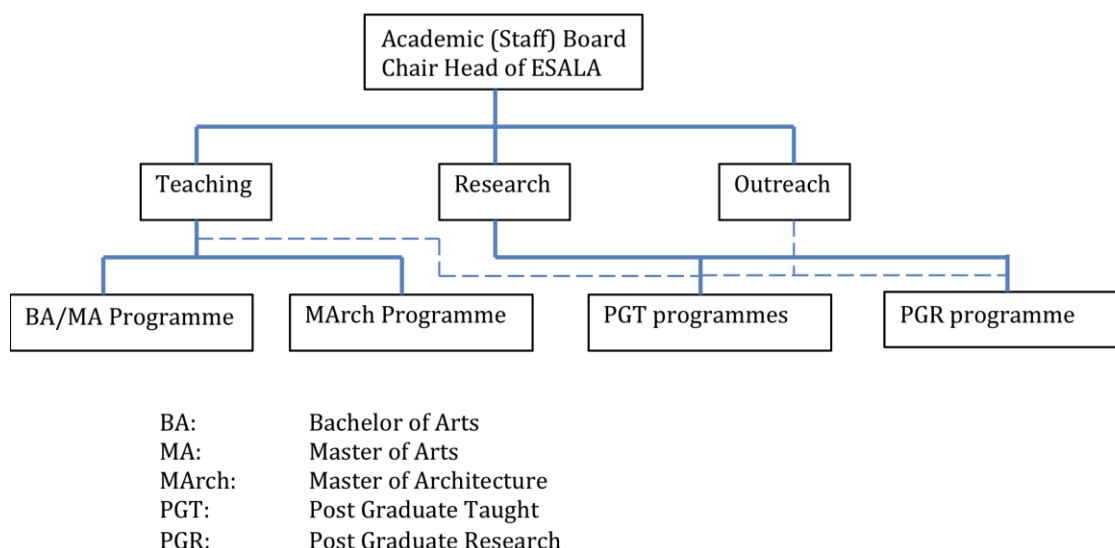 Academic (Staff) Board
Chair Head of ESALA
Teaching
Research
Outreach
BA/MA Programme
MArch Programme
PGT programmes
PGR programme
BA: Bachelor of Arts
MA: Master of Arts
MArch: Master of Architecture
PGT: Post Graduate Taught
PGR: Post Graduate Research